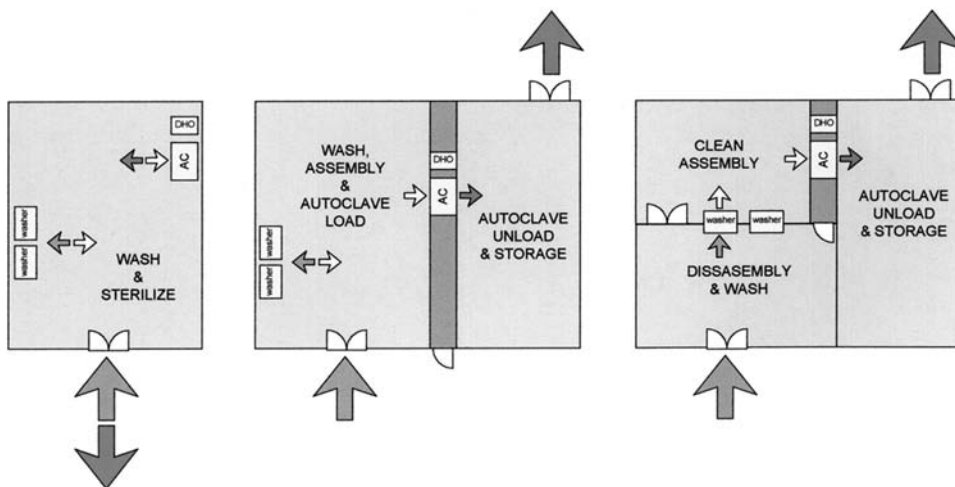 DHO
AC
washer
washer
WASH
&
STERILIZE
WASH,
ASSEMBLY
&
AUTOCLAVE
LOAD
DHO
AC
washer
washer
AUTOCLAVE
UNLOAD
& STORAGE
CLEAN
ASSEMBLY
DHO
AC
washer
washer
DISSASEMBLY
& WASH
AUTOCLAVE
UNLOAD
& STORAGE